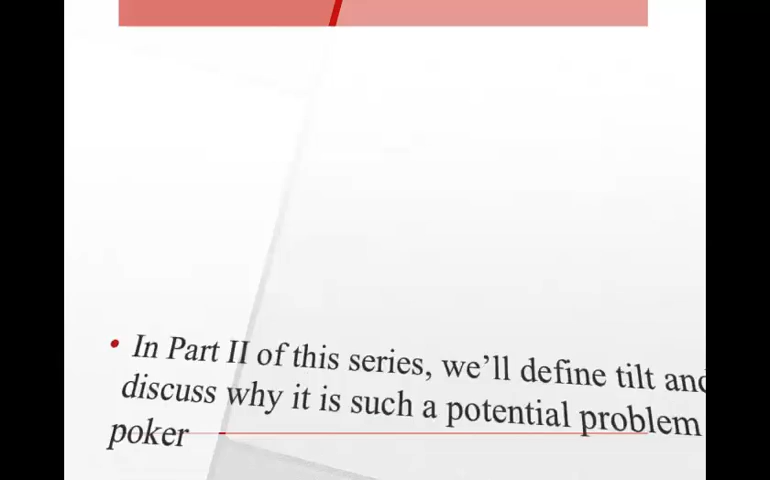 • In Part II of this series, we'll define tilt and
discuss why it is such a potential problem
poker